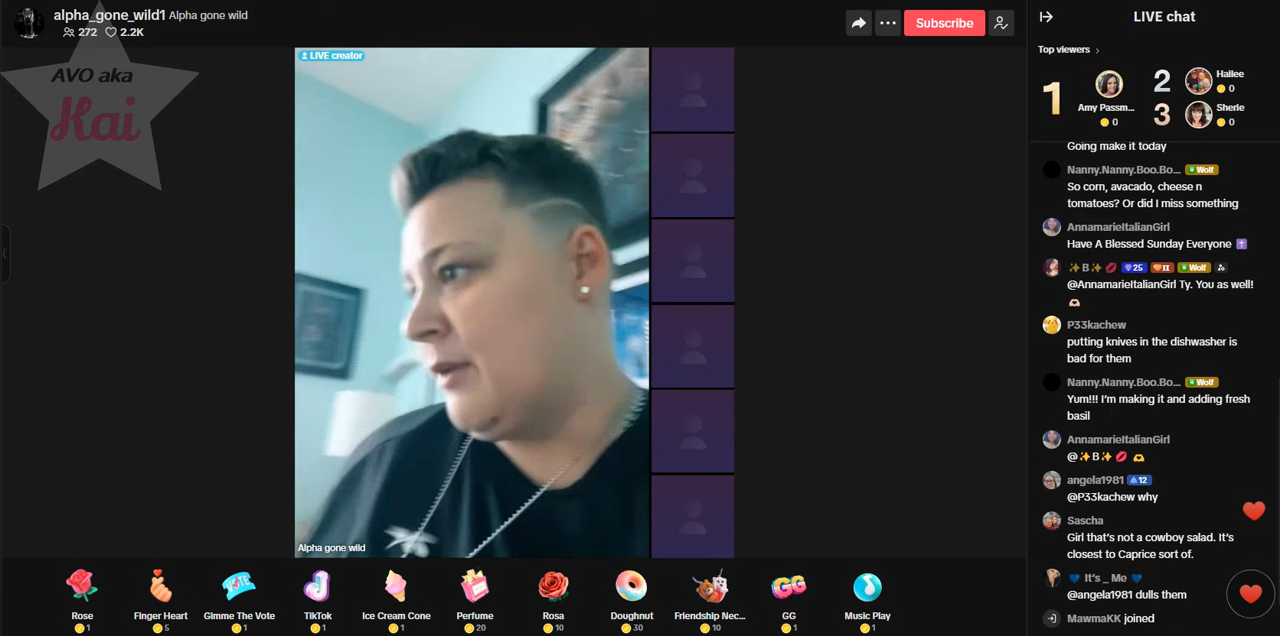 alpha_gone_wild1 Alpha gone wild
272 2.2K
Subscribe
AVO aka
Kai
LIVE creator
Alpha gone wild
Rose
1
Finger Heart
5
Gimme The Vote
1
TikTok
1
Ice Cream Cone
1
Perfume
20
Rosa
10
Doughnut
30
Friendship Nec...
10
GG
1
Music Play
1
LIVE chat
Top viewers >
1
Amy Passm...
0
2
Hailee
0
3
Sherie
0
Going make it today
Nanny.Nanny.Boo.Bo... Wolf
So corn, avacado, cheese n
tomatoes? Or did I miss something
AnnamarieItalianGirl
Have A Blessed Sunday Everyone ✝️
✨B✨💋 25 II Wolf
@AnnamarieItalianGirl Ty. You as well!
🫶🏼
P33kachew
putting knives in the dishwasher is
bad for them
Nanny.Nanny.Boo.Bo... Wolf
Yum!!! I'm making it and adding fresh
basil
AnnamarieItalianGirl
@✨B✨💋 🫶
angela1981 12
@P33kachew why
Sascha
Girl that's not a cowboy salad. It's
closest to Caprice sort of.
💙 It's _ Me 💙
@angela1981 dulls them
MawmaKK joined